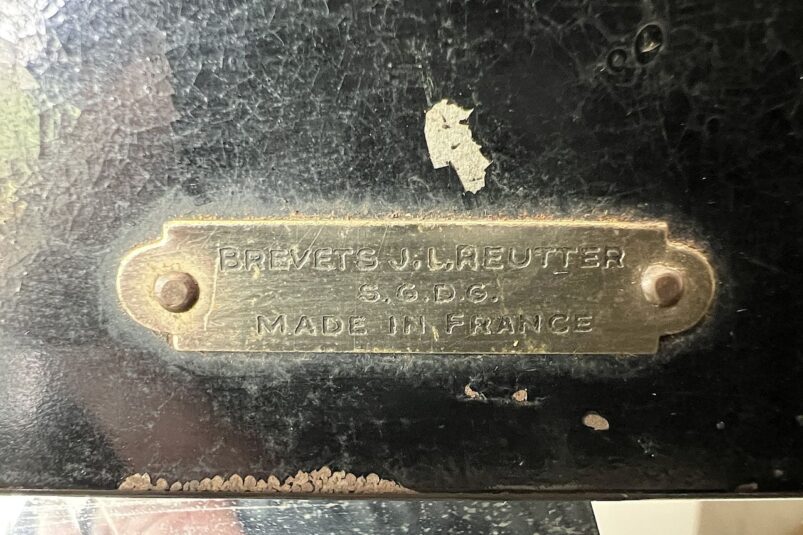 BREVETS J.L.REUTTER
S.G.D.G.
MADE IN FRANCE